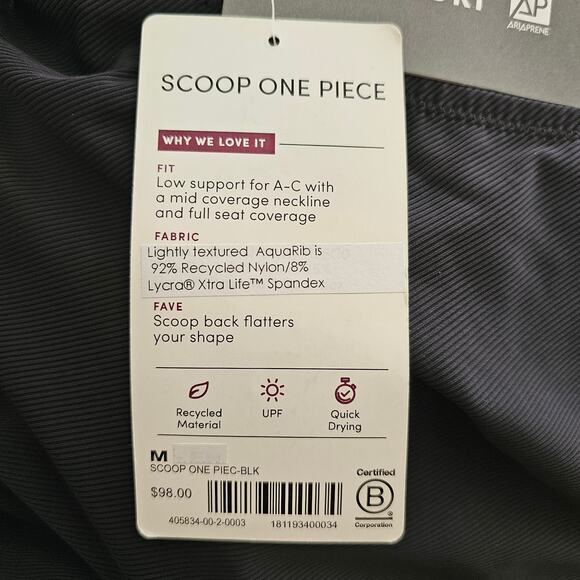 AP
ARIAPRENE
SCOOP ONE PIECE
WHY WE LOVE IT
FIT
Low support for A-C with
a mid coverage neckline
and full seat coverage
FABRIC
Lightly textured AquaRib is
92% Recycled Nylon/8%
Lycra® Xtra Life™ Spandex
FAVE
Scoop back flatters
your shape
Recycled
Material
UPF
Quick
Drying
M
SCOOP ONE PIEC-BLK
$98.00
405834-00-2-0003
181193400034
Certified
B
®
Corporation